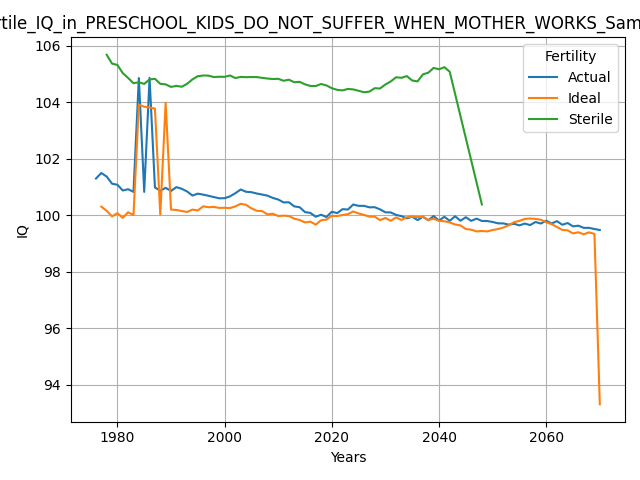 rtile_IQ_in_PRESCHOOL_KIDS_DO_NOT_SUFFER_WHEN_MOTHER_WORKS_Sam
Fertility
Actual
Ideal
Sterile
106
104
102
100
98
96
94
IQ
1980 2000 2020 2040 2060
Years